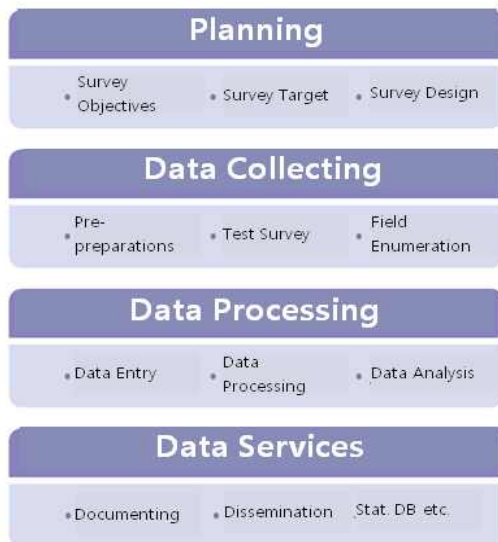 Planning
• Survey Objectives • Survey Target • Survey Design
Data Collecting
• Pre-preparations • Test Survey • Field Enumeration
Data Processing
• Data Entry • Data Processing • Data Analysis
Data Services
• Documenting • Dissemination Stat. DB etc.